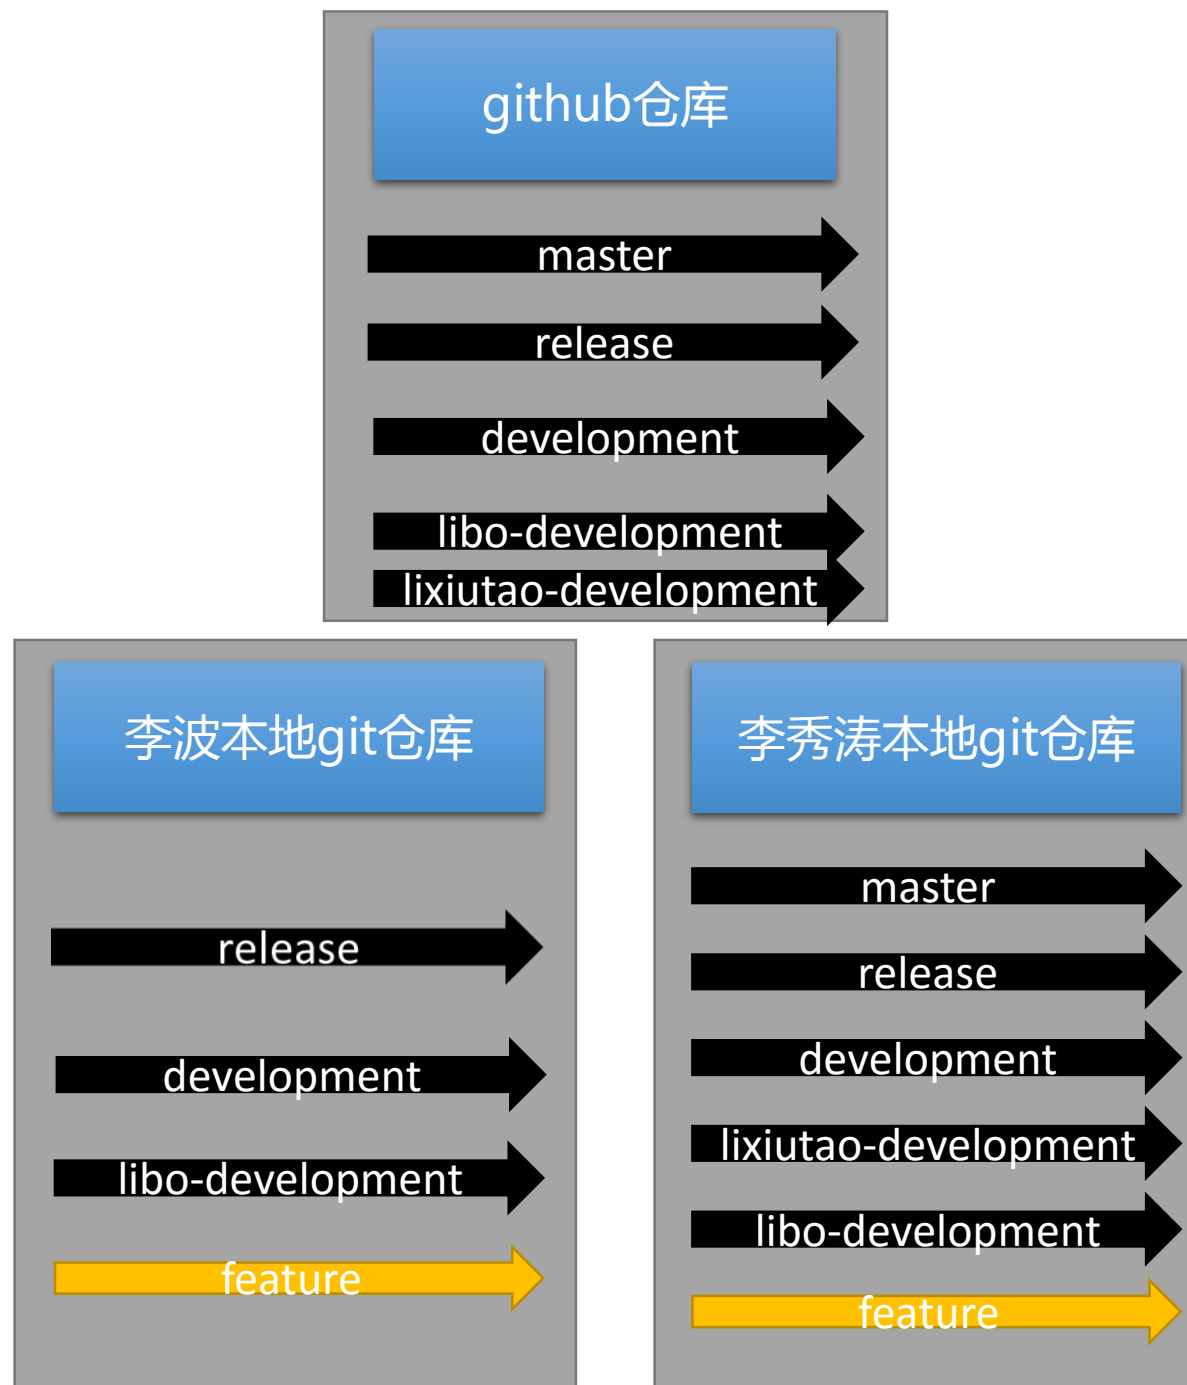 github仓库
master
release
development
libo-development
lixiutao-development
李波本地git仓库
release
development
libo-development
feature
李秀涛本地git仓库
master
release
development
lixiutao-development
libo-development
feature